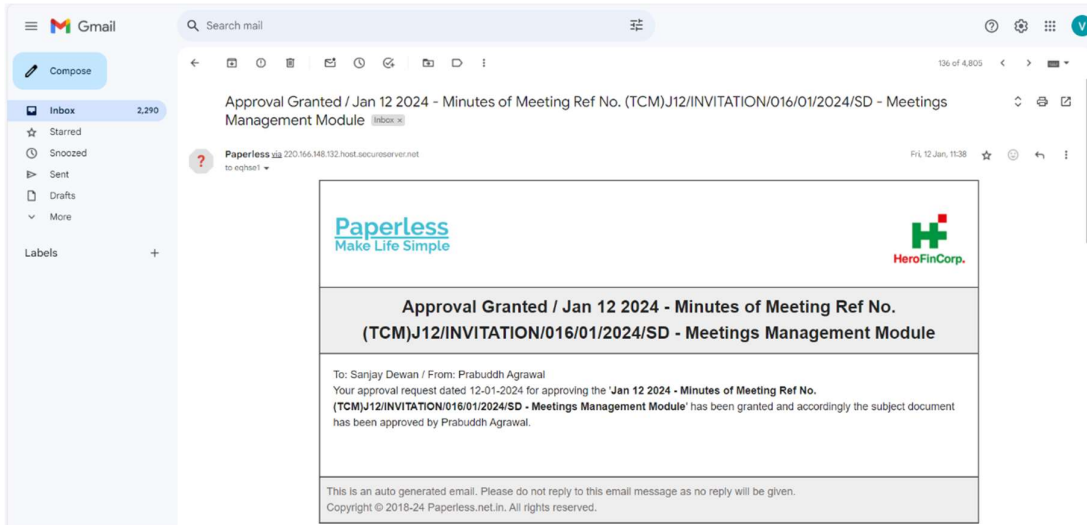 Gmail
Search mail
Compose
136 of 4,805
Inbox 2,290
Starred
Snoozed
Sent
Drafts
More
Labels
Approval Granted / Jan 12 2024 - Minutes of Meeting Ref No. (TCM)J12/INVITATION/016/01/2024/SD - Meetings
Management Module Inbox x
Paperless via 220.166.148.132.host.secureserver.net
Fri, 12 Jan, 11:38
to eqhse1
?
V
Paperless
Make Life Simple
HeroFinCorp.
Approval Granted / Jan 12 2024 - Minutes of Meeting Ref No.
(TCM)J12/INVITATION/016/01/2024/SD - Meetings Management Module
To: Sanjay Dewan / From: Prabuddh Agrawal
Your approval request dated 12-01-2024 for approving the 'Jan 12 2024 - Minutes of Meeting Ref No.
(TCM)J12/INVITATION/016/01/2024/SD - Meetings Management Module' has been granted and accordingly the subject document
has been approved by Prabuddh Agrawal.
This is an auto generated email. Please do not reply to this email message as no reply will be given.
Copyright © 2018-24 Paperless.net.in. All rights reserved.